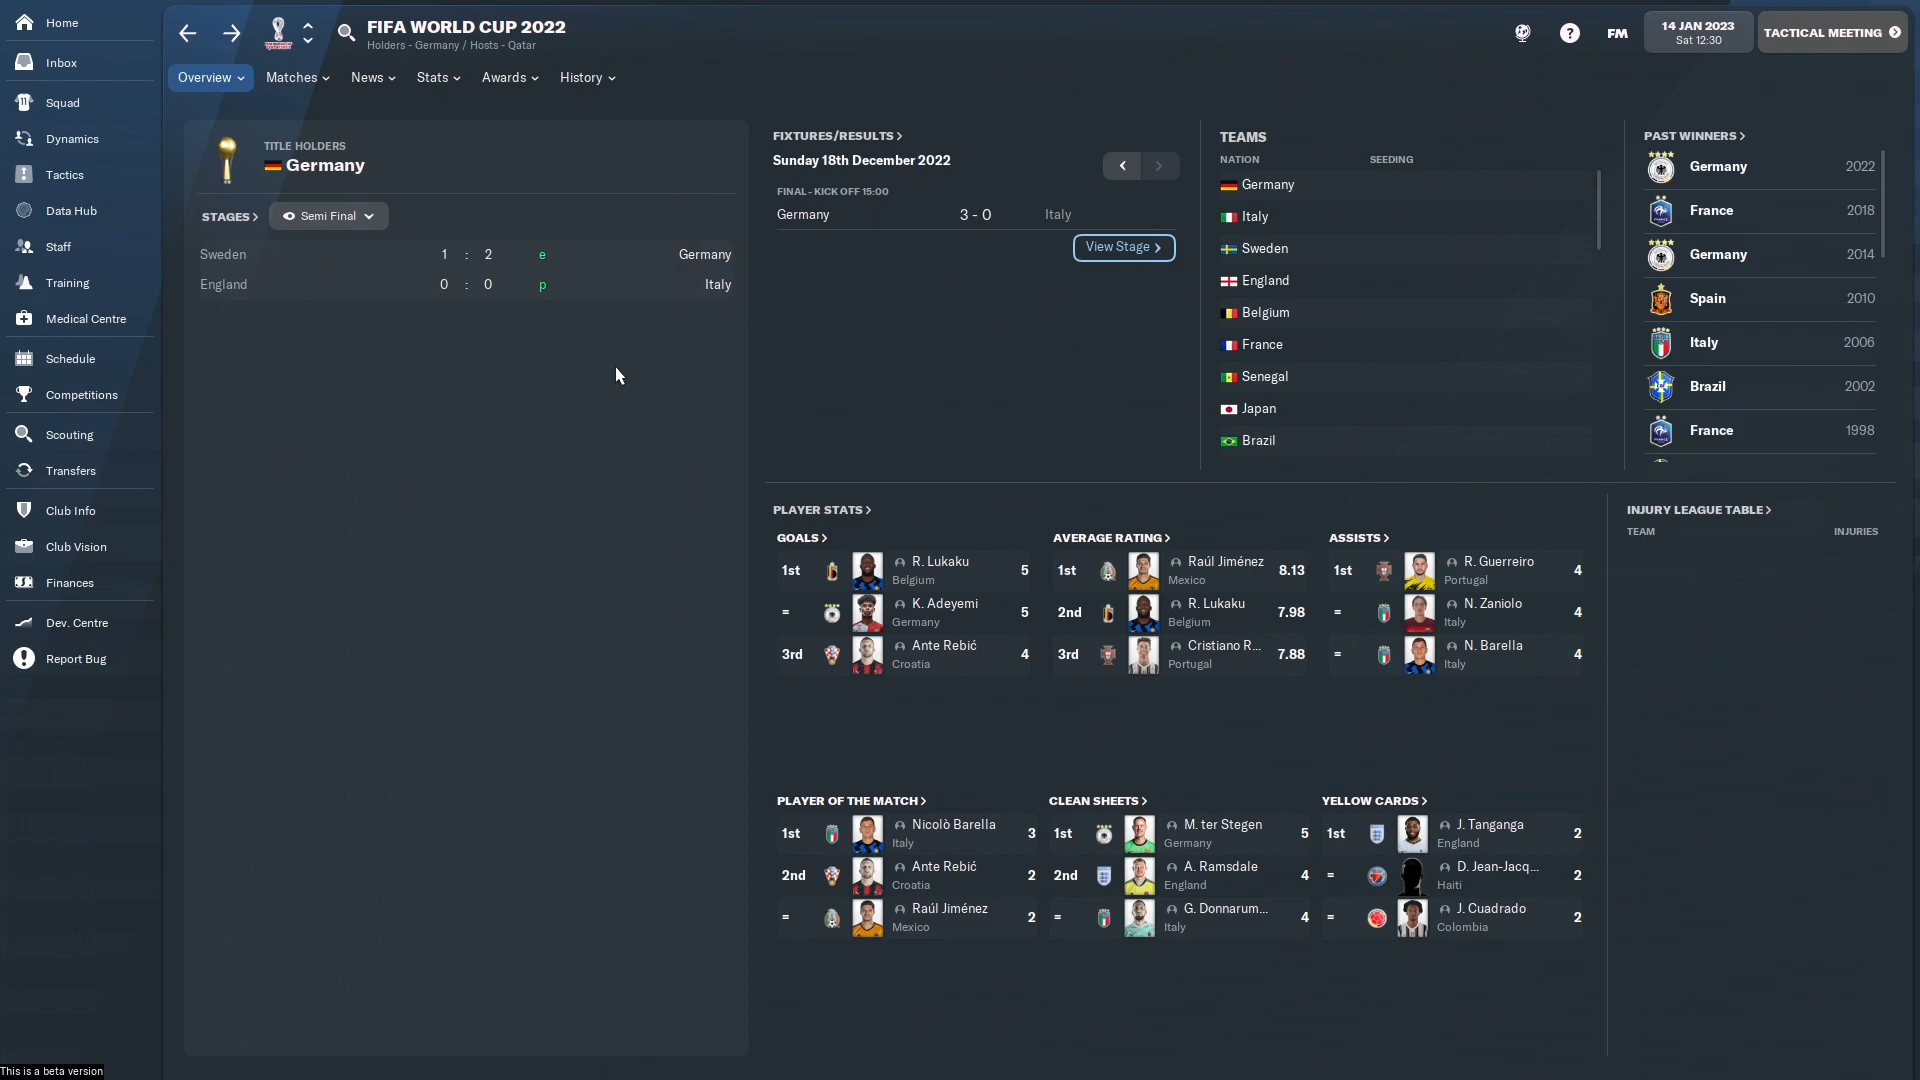 Home
Inbox
Squad
Dynamics
Tactics
Data Hub
Staff
Training
Medical Centre
Schedule
Competitions
Scouting
Transfers
Club Info
Club Vision
Finances
Dev. Centre
Report Bug
This is a beta version
FIFA WORLD CUP 2022
Holders - Germany / Hosts - Qatar
FM
14 JAN 2023
Sat 12:30
TACTICAL MEETING
Overview Matches News Stats Awards History
TITLE HOLDERS
Germany
STAGES Semi Final
Sweden 1 : 2 e Germany
England 0 : 0 p Italy
FIXTURES/RESULTS
Sunday 18th December 2022
FINAL - KICK OFF 15:00
Germany 3 - 0 Italy
View Stage
TEAMS
NATION SEEDING
Germany
Italy
Sweden
England
Belgium
France
Senegal
Japan
Brazil
PAST WINNERS
Germany 2022
France 2018
Germany 2014
Spain 2010
Italy 2006
Brazil 2002
France 1998
PLAYER STATS
GOALS
1st R. Lukaku 5
Belgium
= K. Adeyemi 5
Germany
3rd Ante Rebić 4
Croatia
AVERAGE RATING
1st Raúl Jiménez 8.13
Mexico
2nd R. Lukaku 7.98
Belgium
3rd Cristiano R... 7.88
Portugal
ASSISTS
1st R. Guerreiro 4
Portugal
= N. Zaniolo 4
Italy
= N. Barella 4
Italy
PLAYER OF THE MATCH
1st Nicolò Barella 3
Italy
2nd Ante Rebić 2
Croatia
= Raúl Jiménez 2
Mexico
CLEAN SHEETS
1st M. ter Stegen 5
Germany
2nd A. Ramsdale 4
England
= G. Donnarum... 4
Italy
YELLOW CARDS
1st J. Tanganga 2
England
= D. Jean-Jacq... 2
Haiti
= J. Cuadrado 2
Colombia
INJURY LEAGUE TABLE
TEAM INJURIES